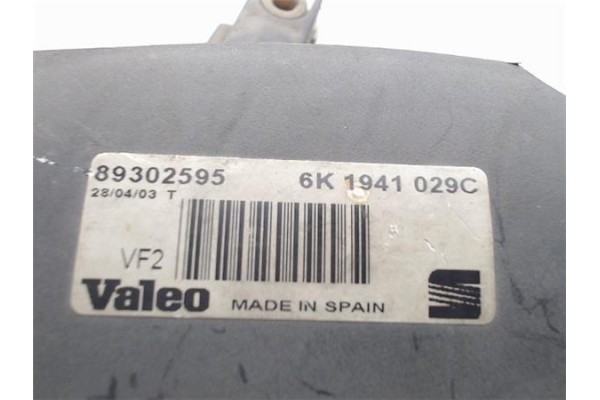 89302595 6K 1941 029C
28/04/03 T
VF2
Valeo MADE IN SPAIN